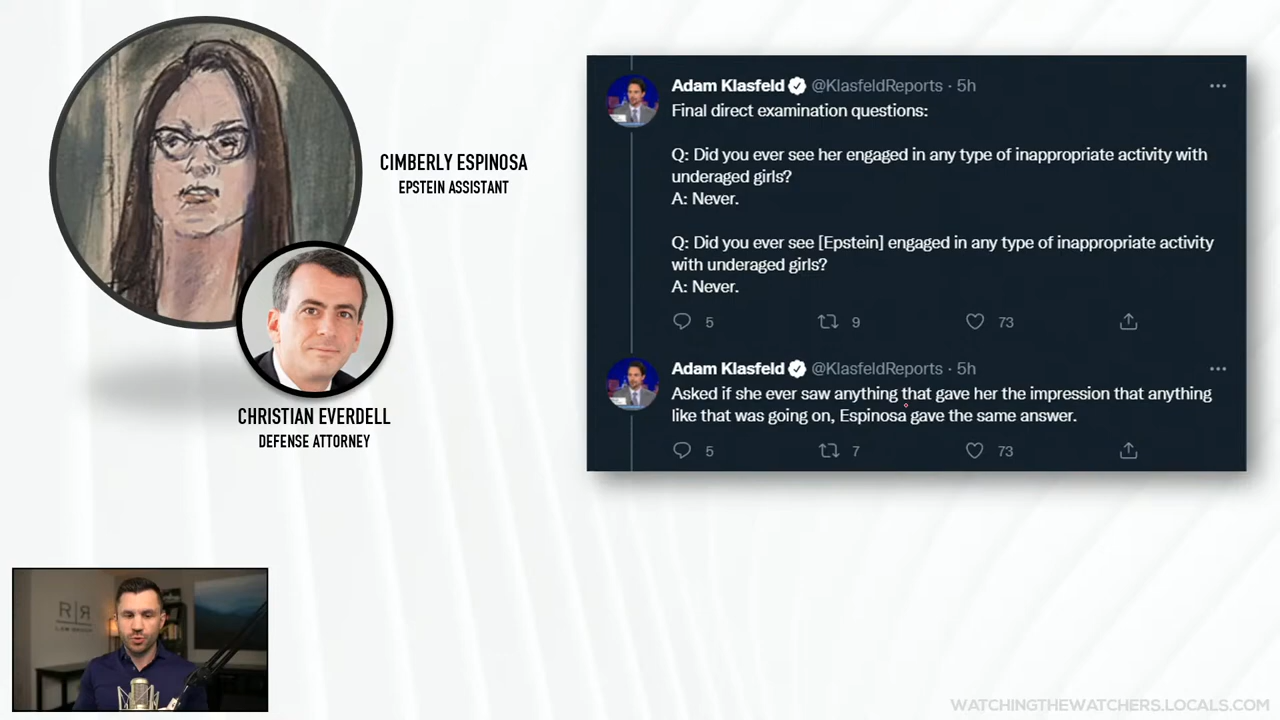 CIMBERLY ESPINOSA
EPSTEIN ASSISTANT
CHRISTIAN EVERDELL
DEFENSE ATTORNEY
Adam Klasfeld @KlasfeldReports · 5h
Final direct examination questions:
Q: Did you ever see her engaged in any type of inappropriate activity with
underaged girls?
A: Never.
Q: Did you ever see [Epstein] engaged in any type of inappropriate activity
with underaged girls?
A: Never.
5 9 73
Adam Klasfeld @KlasfeldReports · 5h
Asked if she ever saw anything that gave her the impression that anything
like that was going on, Espinosa gave the same answer.
5 7 73
R|R
LAW GROUP
WATCHINGTHEWATCHERS.LOCALS.COM